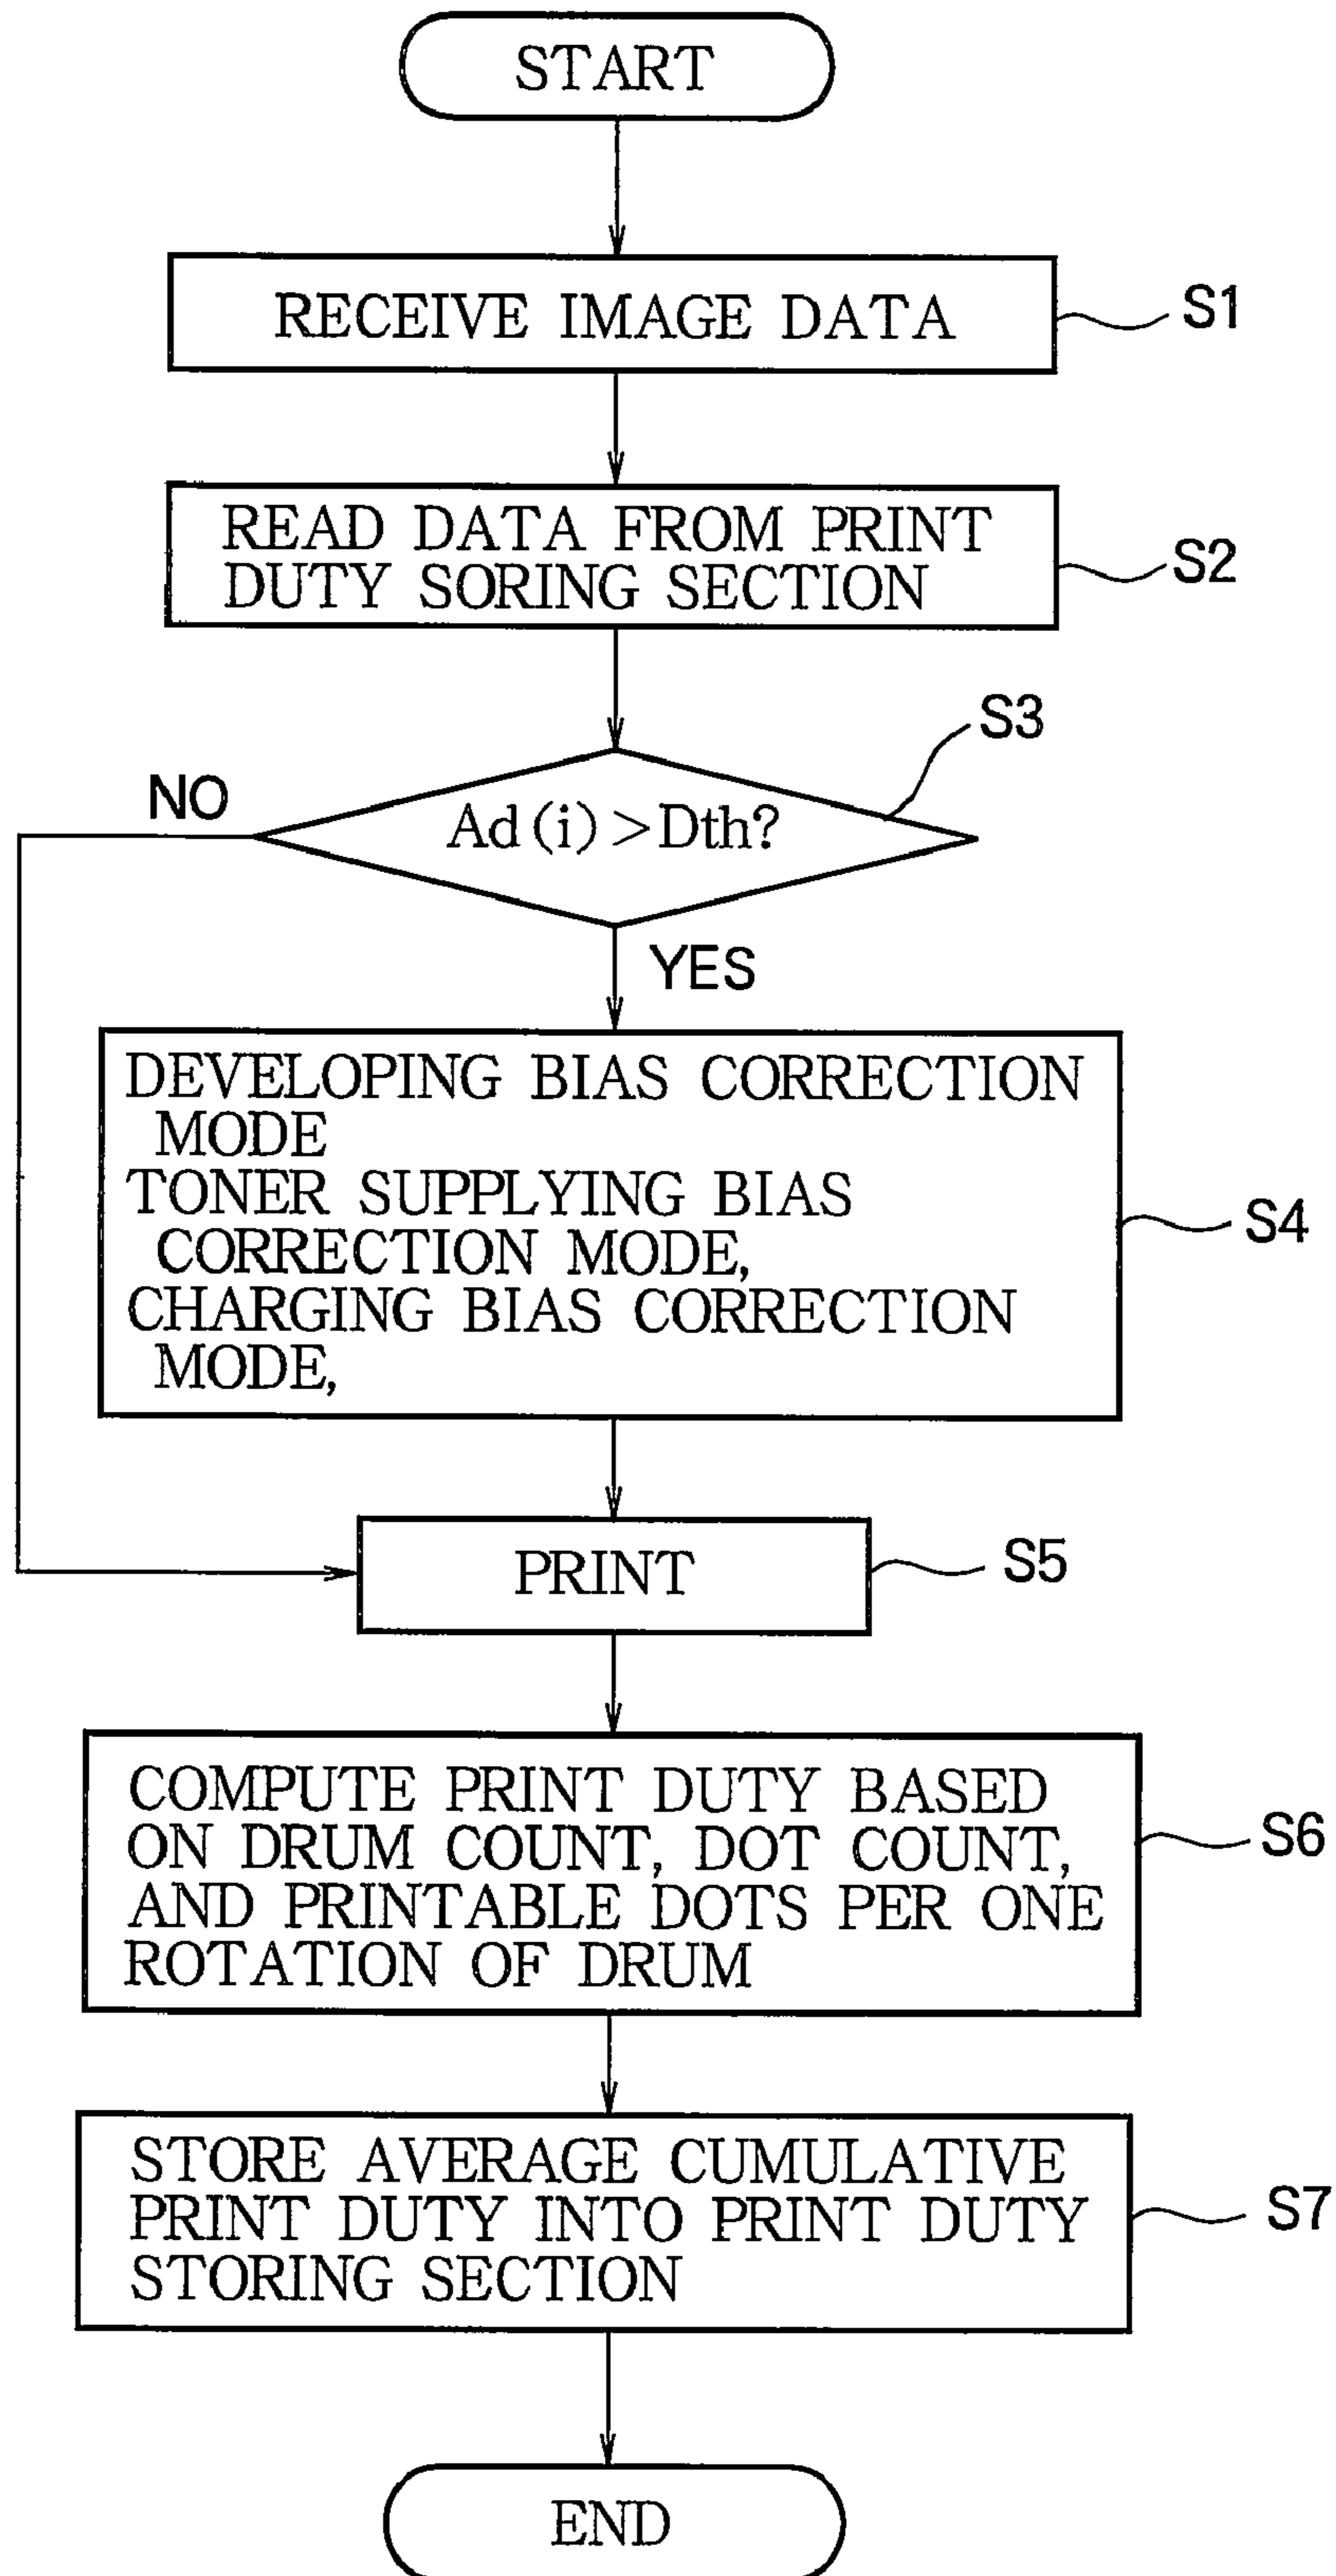 START
RECEIVE IMAGE DATA
S1
READ DATA FROM PRINT
DUTY SORING SECTION
S2
S3
NO
Ad(i)>Dth?
YES
DEVELOPING BIAS CORRECTION
MODE
TONER SUPPLYING BIAS
CORRECTION MODE,
CHARGING BIAS CORRECTION
MODE,
S4
PRINT
S5
COMPUTE PRINT DUTY BASED
ON DRUM COUNT, DOT COUNT,
AND PRINTABLE DOTS PER ONE
ROTATION OF DRUM
S6
STORE AVERAGE CUMULATIVE
PRINT DUTY INTO PRINT DUTY
STORING SECTION
S7
END